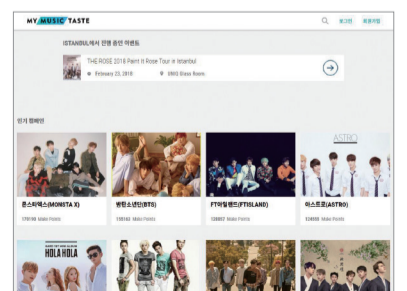 MY MUSIC TASTE
로그인 회원가입
ISTANBUL에서 진행 중인 이벤트
THE ROSE 2018 Paint It Rose Tour in Istanbul
February 23, 2018 UNIQ Glass Room
인기 캠페인
ASTRO
몬스타엑스(MONSTA X) 방탄소년단(BTS) FT아일랜드(FTISLAND) 아스트로(ASTRO)
Make Points Make Points Make Points Make Points
HOLA HOLA